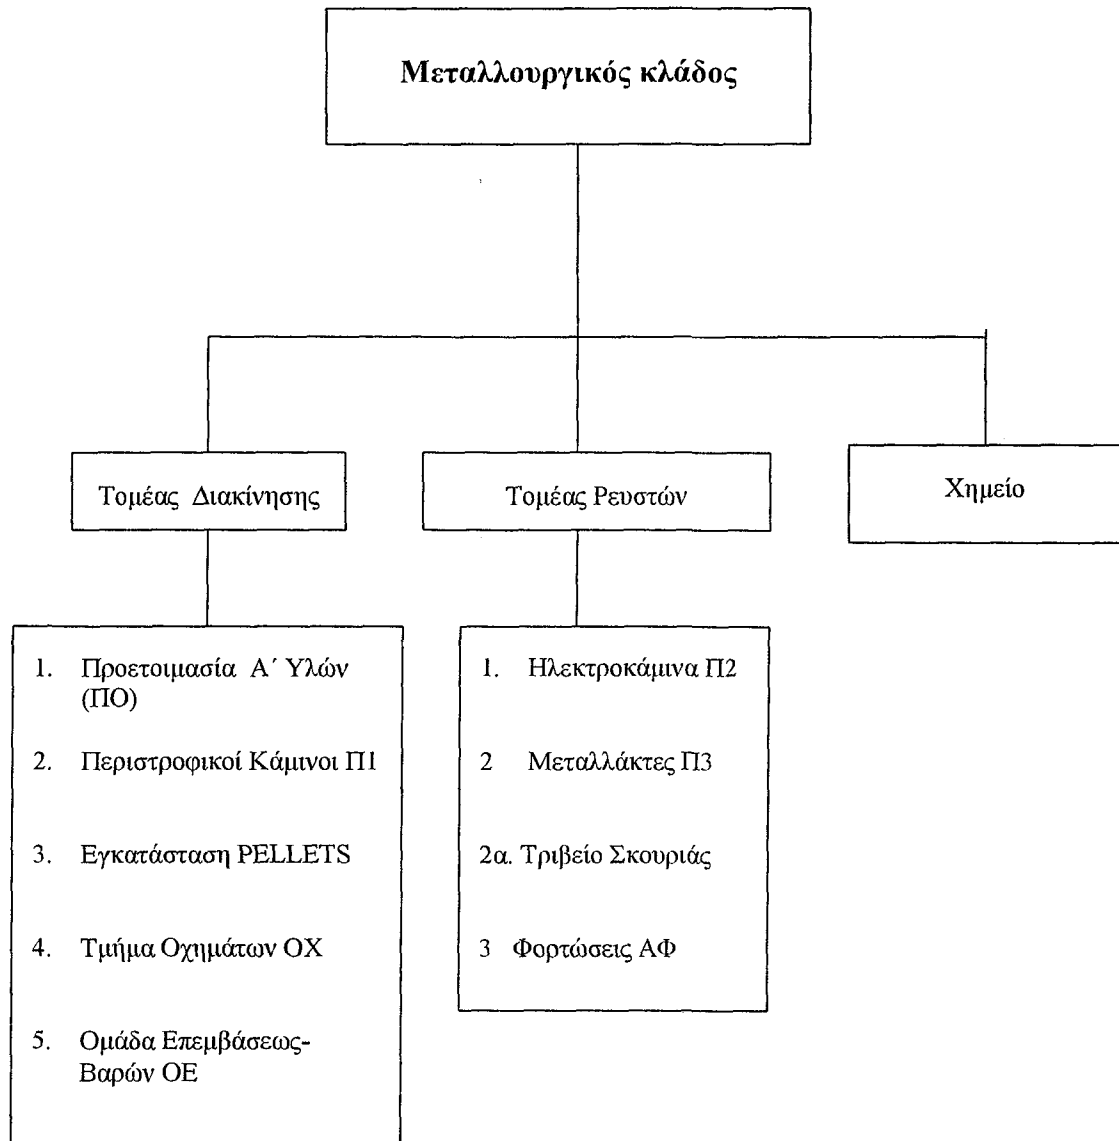 Μεταλλουργικός κλάδος
Τομέας Διακίνησης
Τομέας Ρευστών
Χημείο
1. Προετοιμασία Α΄ Υλών
(ΠΟ)
2. Περιστροφικοί Κάμινοι Π1
3. Εγκατάσταση PELLETS
4. Τμήμα Οχημάτων ΟΧ
5. Ομάδα Επεμβάσεως-
Βαρών ΟΕ
1. Ηλεκτροκάμινα Π2
2 Μεταλλάκτες Π3
2α. Τριβείο Σκουριάς
3 Φορτώσεις ΑΦ